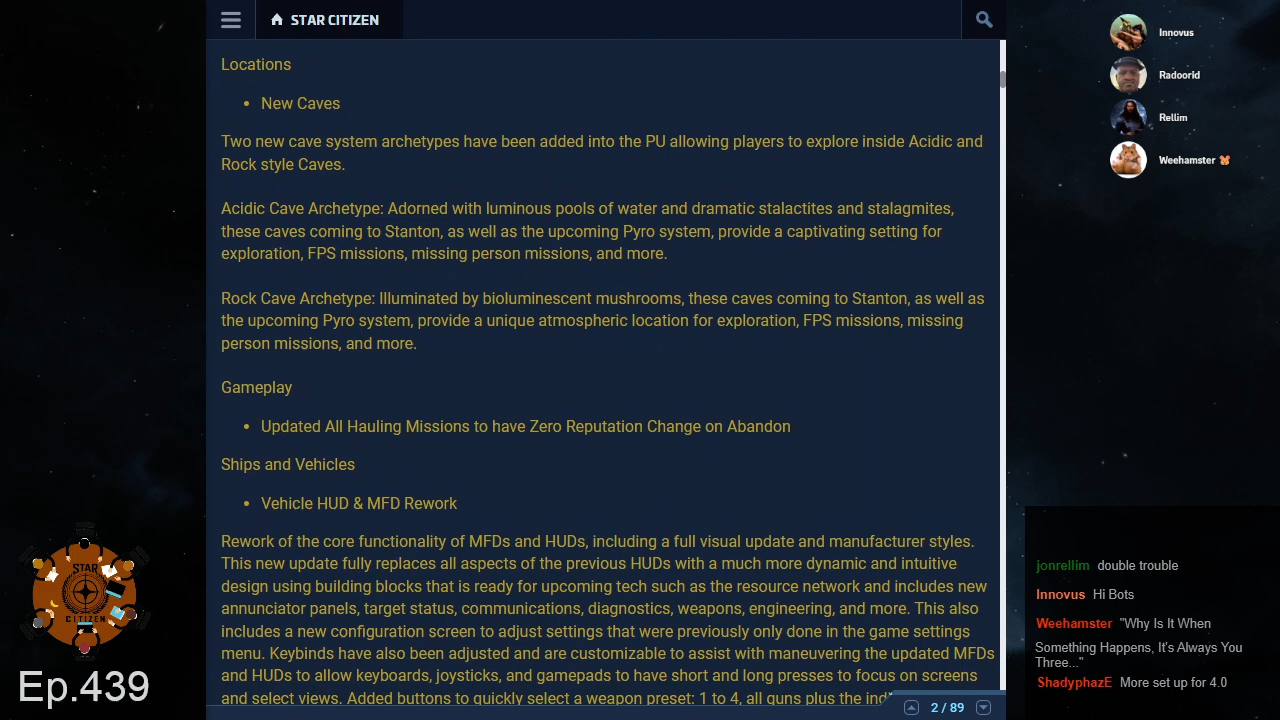 STAR CITIZEN
Locations
• New Caves
Two new cave system archetypes have been added into the PU allowing players to explore inside Acidic and
Rock style Caves.
Acidic Cave Archetype: Adorned with luminous pools of water and dramatic stalactites and stalagmites,
these caves coming to Stanton, as well as the upcoming Pyro system, provide a captivating setting for
exploration, FPS missions, missing person missions, and more.
Rock Cave Archetype: Illuminated by bioluminescent mushrooms, these caves coming to Stanton, as well as
the upcoming Pyro system, provide a unique atmospheric location for exploration, FPS missions, missing
person missions, and more.
Gameplay
• Updated All Hauling Missions to have Zero Reputation Change on Abandon
Ships and Vehicles
• Vehicle HUD & MFD Rework
Rework of the core functionality of MFDs and HUDs, including a full visual update and manufacturer styles.
This new update fully replaces all aspects of the previous HUDs with a much more dynamic and intuitive
design using building blocks that is ready for upcoming tech such as the resource network and includes new
annunciator panels, target status, communications, diagnostics, weapons, engineering, and more. This also
includes a new configuration screen to adjust settings that were previously only done in the game settings
menu. Keybinds have also been adjusted and are customizable to assist with maneuvering the updated MFDs
and HUDs to allow keyboards, joysticks, and gamepads to have short and long presses to focus on screens
and select views. Added buttons to quickly select a weapon preset: 1 to 4, all guns plus the
2 / 89
Innovus
Radoorid
Rellim
Weehamster 🐹
jonrellim double trouble
Innovus Hi Bots
Weehamster "Why Is It When
Something Happens, It's Always You
Three..."
ShadyphazE More set up for 4.0
STAR
CITIZEN
Ep.439